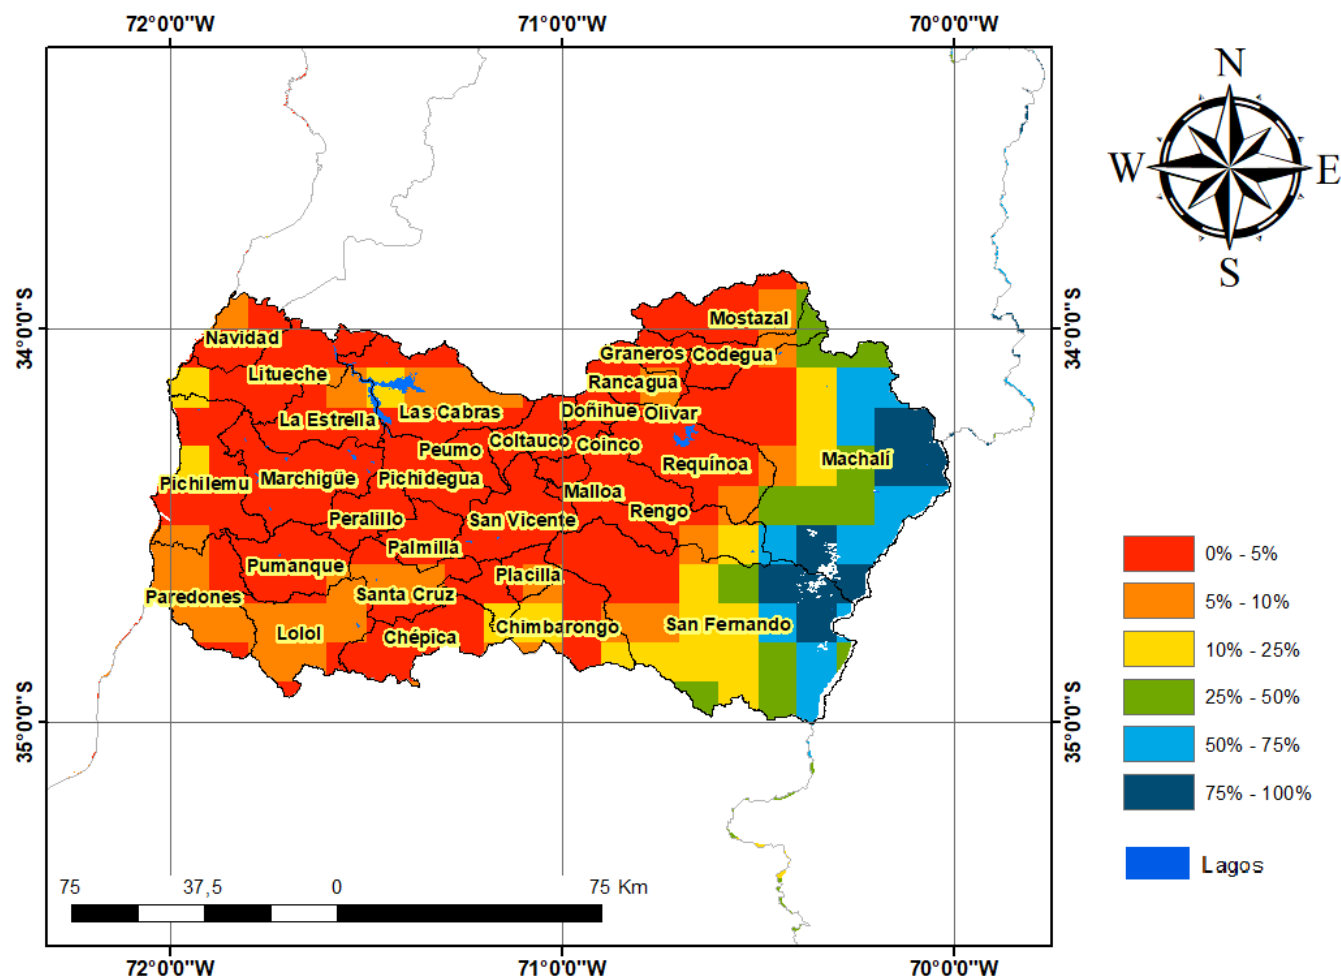 72°0'0"W 71°0'0"W 70°0'0"W
N
W E
S
34°0'0"S 34°0'0"S
Mostazal
Navidad
Graneros Codegua
Litueche
Rancagua
La Estrella Las Cabras Doñihue Olivar
Peumo Coltauco Coinco
Requínoa Machalí
Pichilemu Marchigüe Pichidegua
Malloa
Peralillo San Vicente Rengo
Palmilla
Pumanque Placilla
Paredones Santa Cruz
Lolol Chépica Chimbarongo San Fernando
35°0'0"S 35°0'0"S
0% - 5%
5% - 10%
10% - 25%
25% - 50%
50% - 75%
75% - 100%
Lagos
75 37,5 0 75 Km
72°0'0"W 71°0'0"W 70°0'0"W